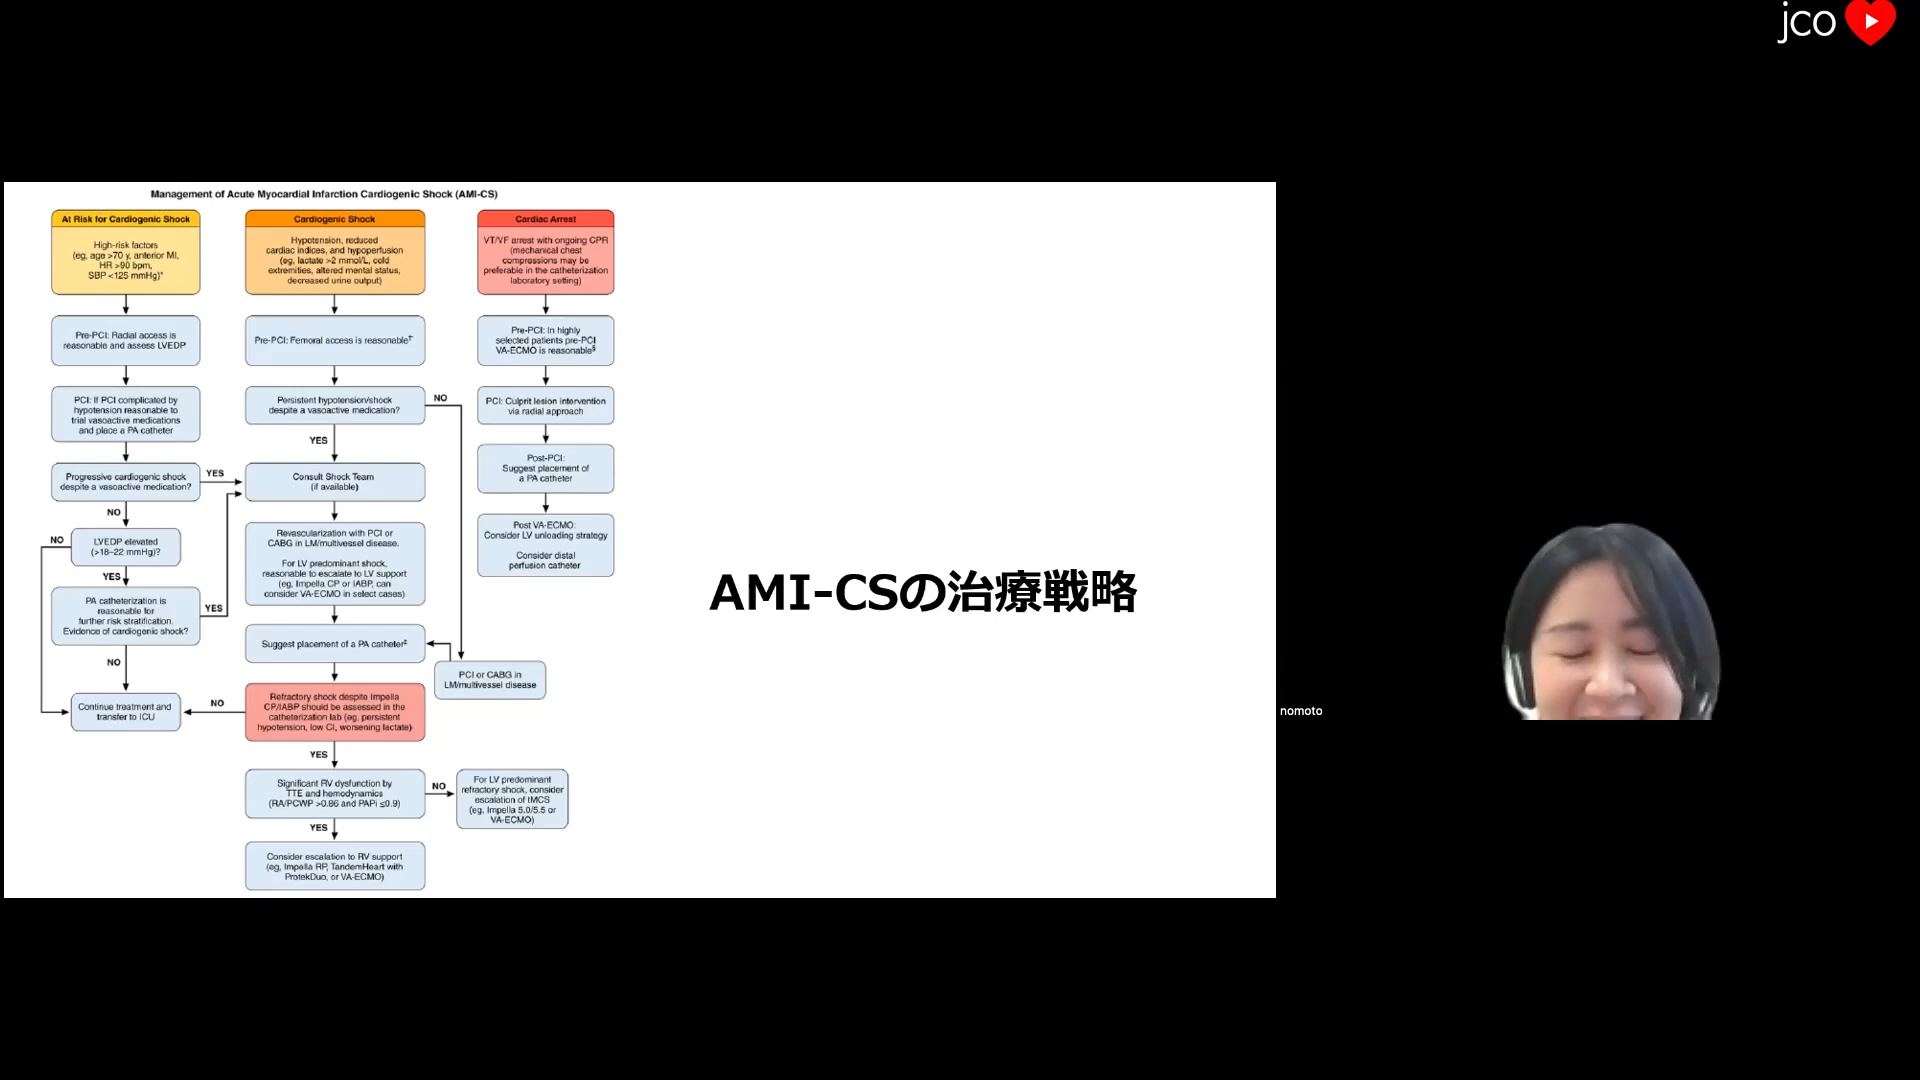 jco
Management of Acute Myocardial Infarction Cardiogenic Shock (AMI-CS)
At Risk for Cardiogenic Shock
High-risk factors
(eg, age >70 y, anterior MI,
HR >90 bpm,
SBP <125 mmHg)*
Pre-PCI: Radial access is
reasonable and assess LVEDP
PCI: If PCI complicated by
hypotension reasonable to
trial vasoactive medications
and place a PA catheter
Progressive cardiogenic shock
despite a vasoactive medication?
YES
NO
LVEDP elevated
(>18–22 mmHg)?
NO
YES
PA catheterization is
reasonable for
further risk stratification.
Evidence of cardiogenic shock?
YES
NO
Continue treatment and
transfer to ICU
Cardiogenic Shock
Hypotension, reduced
cardiac indices, and hypoperfusion
(eg, lactate >2 mmol/L, cold
extremities, altered mental status,
decreased urine output)
Pre-PCI: Femoral access is reasonable†
Persistent hypotension/shock
despite a vasoactive medication?
NO
YES
Consult Shock Team
(if available)
Revascularization with PCI or
CABG in LM/multivessel disease.
For LV predominant shock,
reasonable to escalate to LV support
(eg, Impella CP or IABP, can
consider VA-ECMO in select cases)
Suggest placement of a PA catheter‡
PCI or CABG in
LM/multivessel disease
Refractory shock despite Impella
CP/IABP should be assessed in the
catheterization lab (eg, persistent
hypotension, low CI, worsening lactate)
NO
YES
Significant RV dysfunction by
TTE and hemodynamics
(RA/PCWP >0.86 and PAPi ≤0.9)
NO
For LV predominant
refractory shock, consider
escalation of tMCS
(eg, Impella 5.0/5.5 or
VA-ECMO)
YES
Consider escalation to RV support
(eg, Impella RP, TandemHeart with
ProtekDuo, or VA-ECMO)
Cardiac Arrest
VT/VF arrest with ongoing CPR
(mechanical chest
compressions may be
preferable in the catheterization
laboratory setting)
Pre-PCI: In highly
selected patients pre-PCI
VA-ECMO is reasonable§
PCI: Culprit lesion intervention
via radial approach
Post-PCI:
Suggest placement of
a PA catheter
Post VA-ECMO:
Consider LV unloading strategy
Consider distal
perfusion catheter
AMI-CSの治療戦略
nomoto